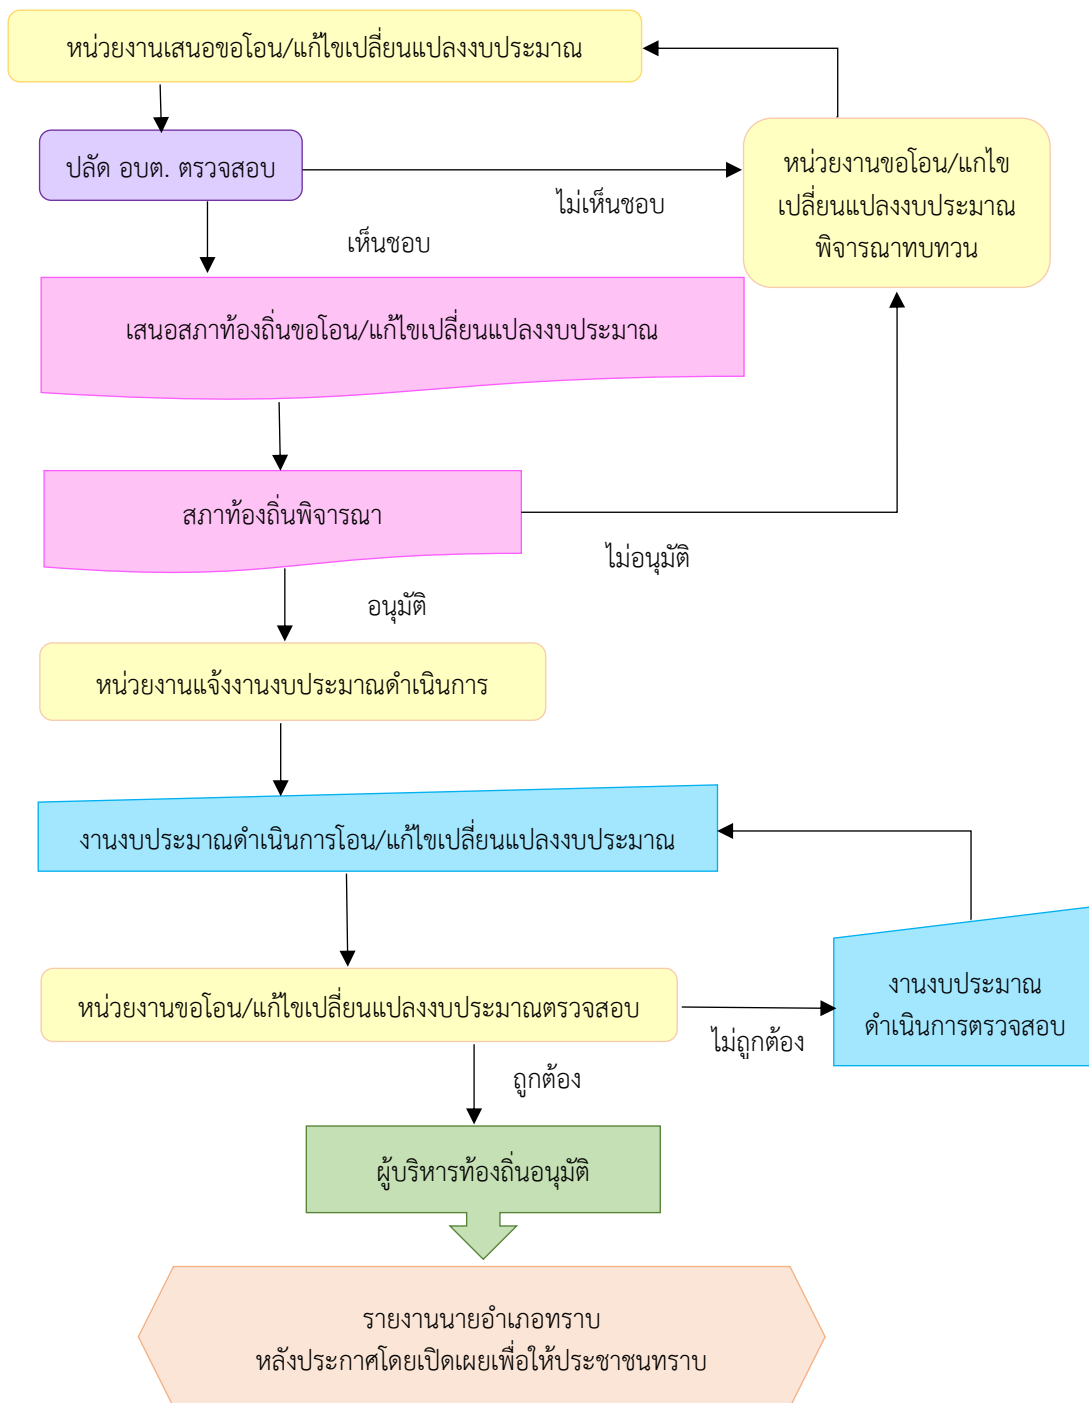 หน่วยงานเสนอขอโอน/แก้ไขเปลี่ยนแปลงงบประมาณ
ปลัด อบต. ตรวจสอบ
ไม่เห็นชอบ
หน่วยงานขอโอน/แกไข
เปลี่ยนแปลงงบประมาณ
พิจารณาทบทวน
เห็นชอบ
เสนอสภาท้องถิ่นขอโอน/แก้ไขเปลี่ยนแปลงงบประมาณ
สภาท้องถิ่นพิจารณา
ไม่อนุมัติ
อนุมัติ
หน่วยงานแจ้งงานงบประมาณดำเนินการ
งานงบประมาณดำเนินการโอน/แก้ไขเปลี่ยนแปลงงบประมาณ
หน่วยงานขอโอน/แก้ไขเปลี่ยนแปลงงบประมาณตรวจสอบ
ไม่ถูกต้อง
งานงบประมาณ
ดำเนินการตรวจสอบ
ถูกต้อง
ผู้บริหารท้องถิ่นอนุมัติ
รายงานนายอำเภอทราบ
หลังประกาศโดยเปิดเผยเพื่อให้ประชาชนทราบ